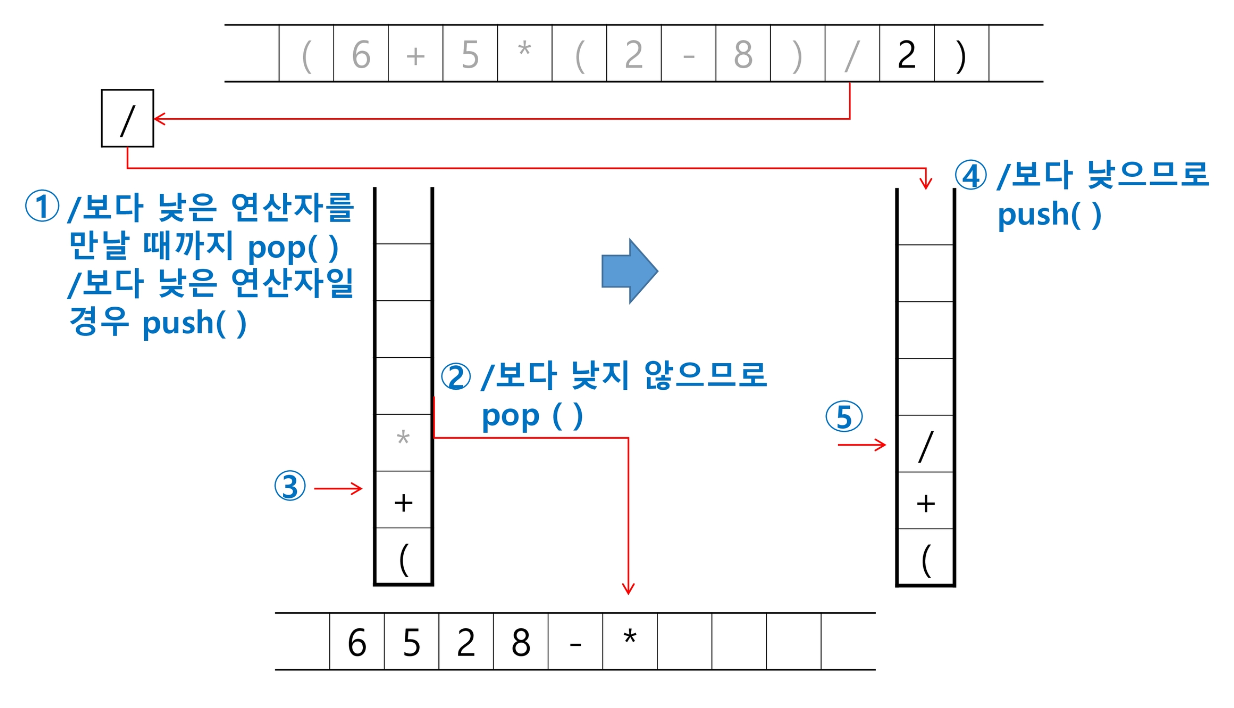 ( 6 + 5 * ( 2 - 8 ) / 2 )
/
① /보다 낮은 연산자를
만날 때까지 pop( )
/보다 낮은 연산자일
경우 push( )
④ /보다 낮으므로
push( )
② /보다 낮지 않으므로
pop ( )
*
③
+
(
⑤
/
+
(
6 5 2 8 - *